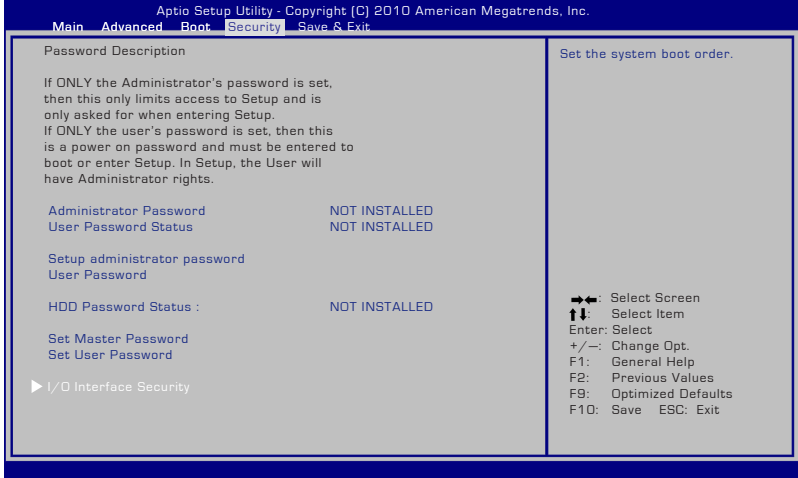 Aptio Setup Utility - Copyright (C) 2010 American Megatrends, Inc.
Main Advanced Boot Security Save & Exit
Password Description
If ONLY the Administrator's password is set,
then this only limits access to Setup and is
only asked for when entering Setup.
If ONLY the user's password is set, then this
is a power on password and must be entered to
boot or enter Setup. In Setup, the User will
have Administrator rights.
Administrator Password NOT INSTALLED
User Password Status NOT INSTALLED
Setup administrator password
User Password
HDD Password Status : NOT INSTALLED
Set Master Password
Set User Password
I/O Interface Security
Set the system boot order.
→←: Select Screen
↑↓: Select Item
Enter: Select
+/—: Change Opt.
F1: General Help
F2: Previous Values
F9: Optimized Defaults
F10: Save ESC: Exit